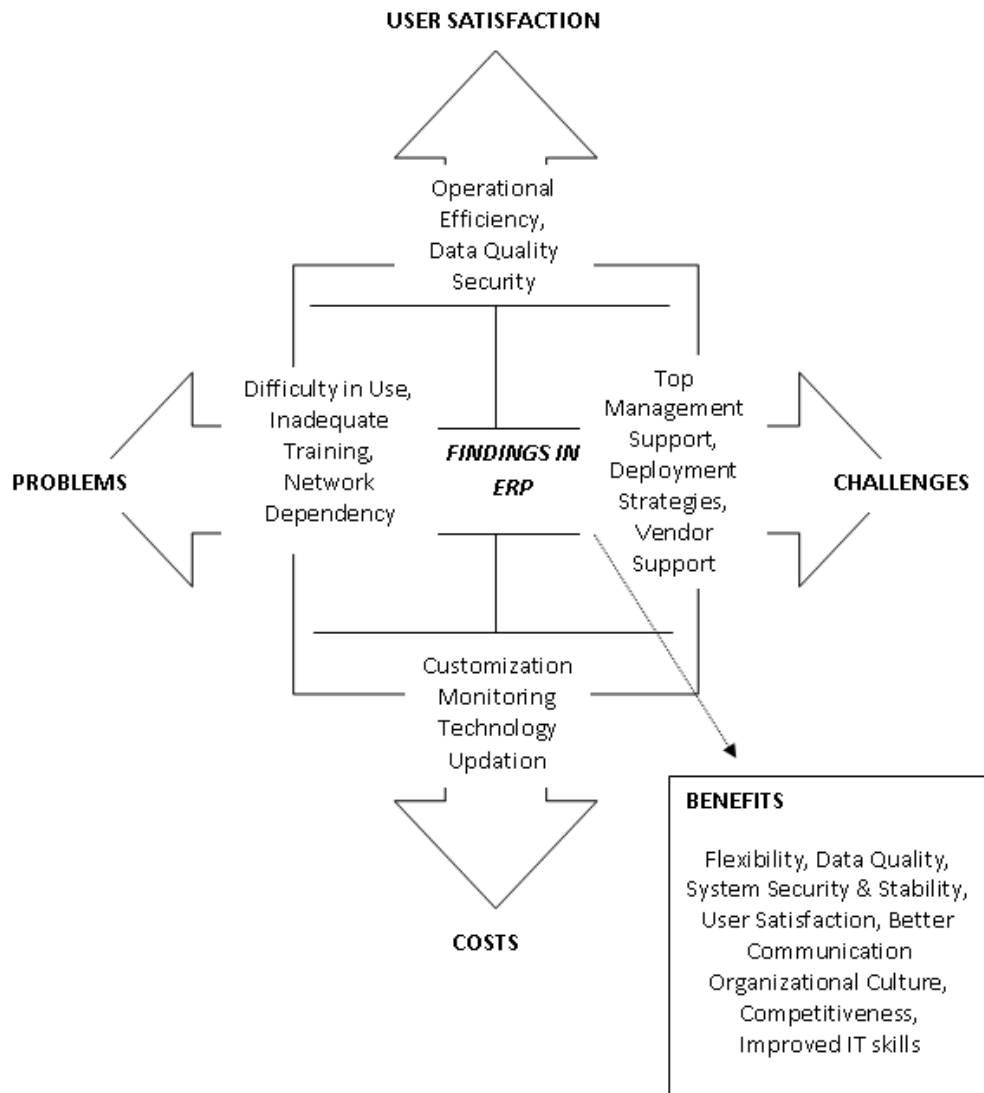 USER SATISFACTION
Operational
Efficiency,
Data Quality
Security
PROBLEMS
Difficulty in Use,
Inadequate
Training,
Network
Dependency
FINDINGS IN
ERP
Top
Management
Support,
Deployment
Strategies,
Vendor
Support
CHALLENGES
Customization
Monitoring
Technology
Updation
COSTS
BENEFITS
Flexibility, Data Quality,
System Security & Stability,
User Satisfaction, Better
Communication
Organizational Culture,
Competitiveness,
Improved IT skills